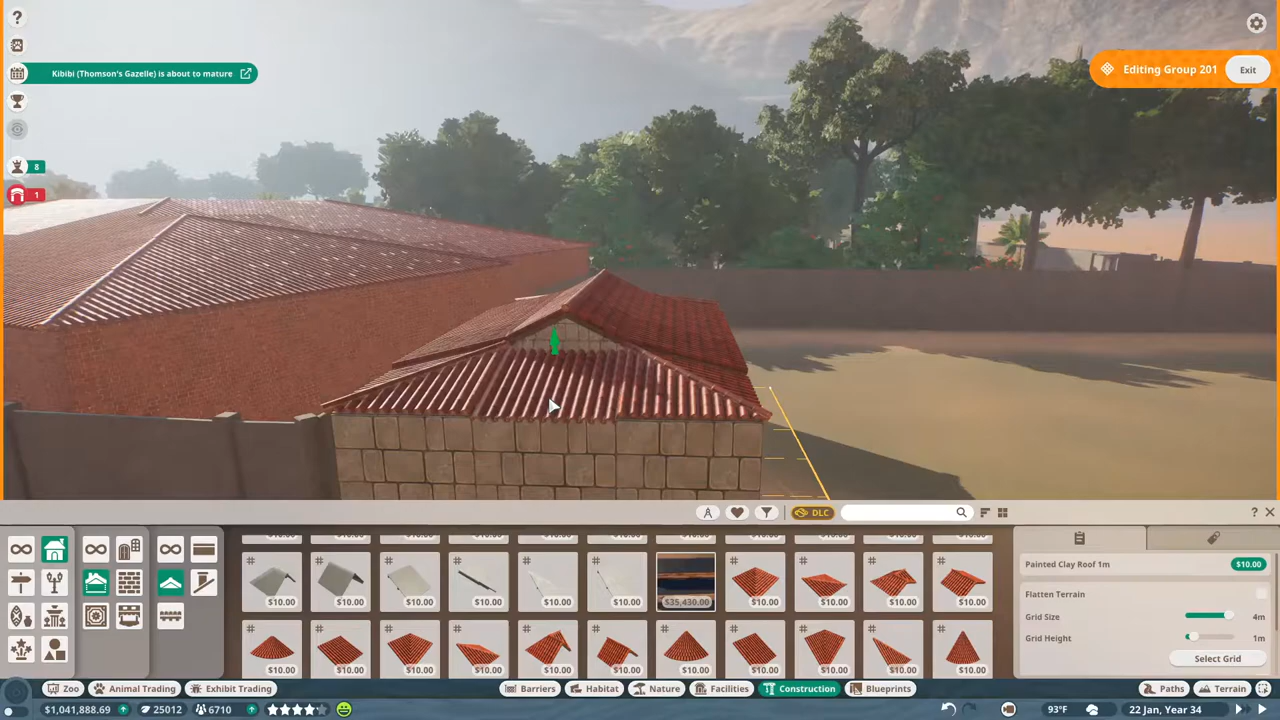 ?
Kibibi (Thomson's Gazelle) is about to mature
Editing Group 201
Exit
8
1
DLC
? ×
Painted Clay Roof 1m
$10.00
Flatten Terrain
Grid Size
4m
Grid Height
1m
Select Grid
$10.00 $10.00 $10.00 $10.00 $10.00 $10.00 $35,430.00 $10.00 $10.00 $10.00 $10.00
$10.00 $10.00 $10.00 $10.00 $10.00 $10.00 $10.00 $10.00 $10.00 $10.00 $10.00
Zoo
Animal Trading
Exhibit Trading
Barriers
Habitat
Nature
Facilities
Construction
Blueprints
Paths
Terrain
$1,041,888.69
25012
6710
93°F
22 Jan, Year 34